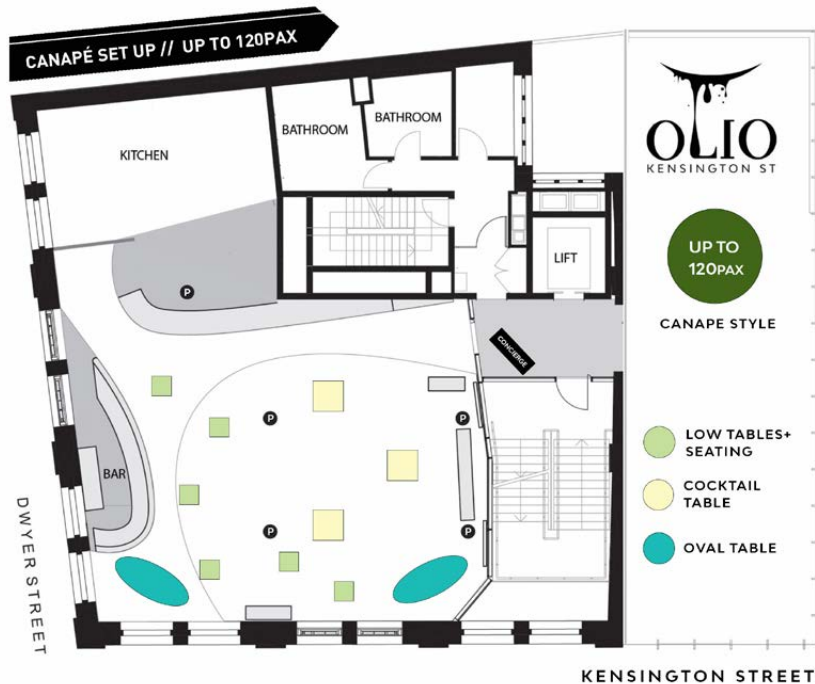 CANAPÉ SET UP // UP TO 120PAX
OLIO
KENSINGTON ST
UP TO
120PAX
CANAPE STYLE
LOW TABLES+
SEATING
COCKTAIL
TABLE
OVAL TABLE
KITCHEN
BATHROOM
BATHROOM
LIFT
P
CONCIERGE
P
P
BAR
P
P
DWYER STREET
KENSINGTON STREET